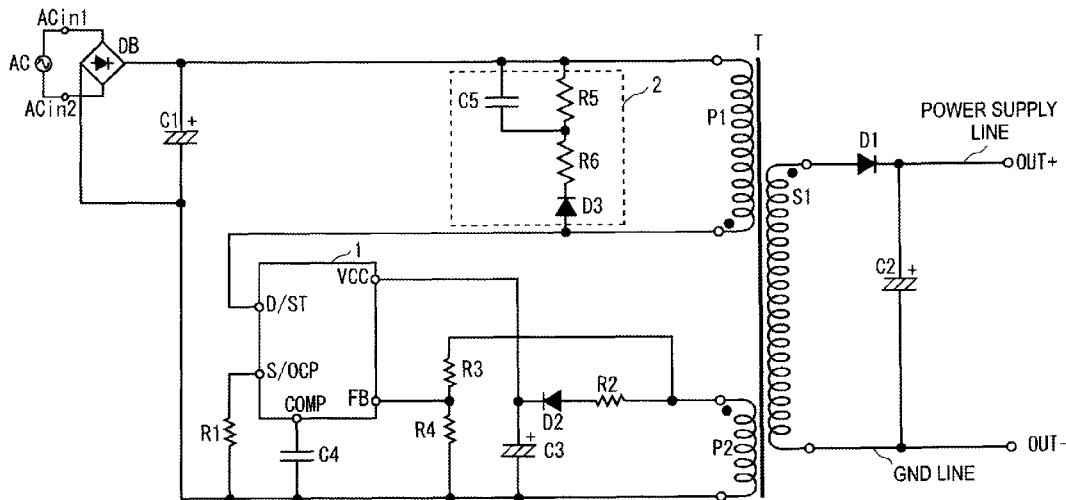 ACin1
DB
AC
ACin2
C1
+
C5
R5
R6
D3
2
T
P1
S1
D1
POWER SUPPLY
LINE
OUT+
C2
+
1
VCC
D/ST
S/OCP
COMP
FB
R1
C4
R3
R4
D2
R2
+
C3
P2
GND LINE
OUT-